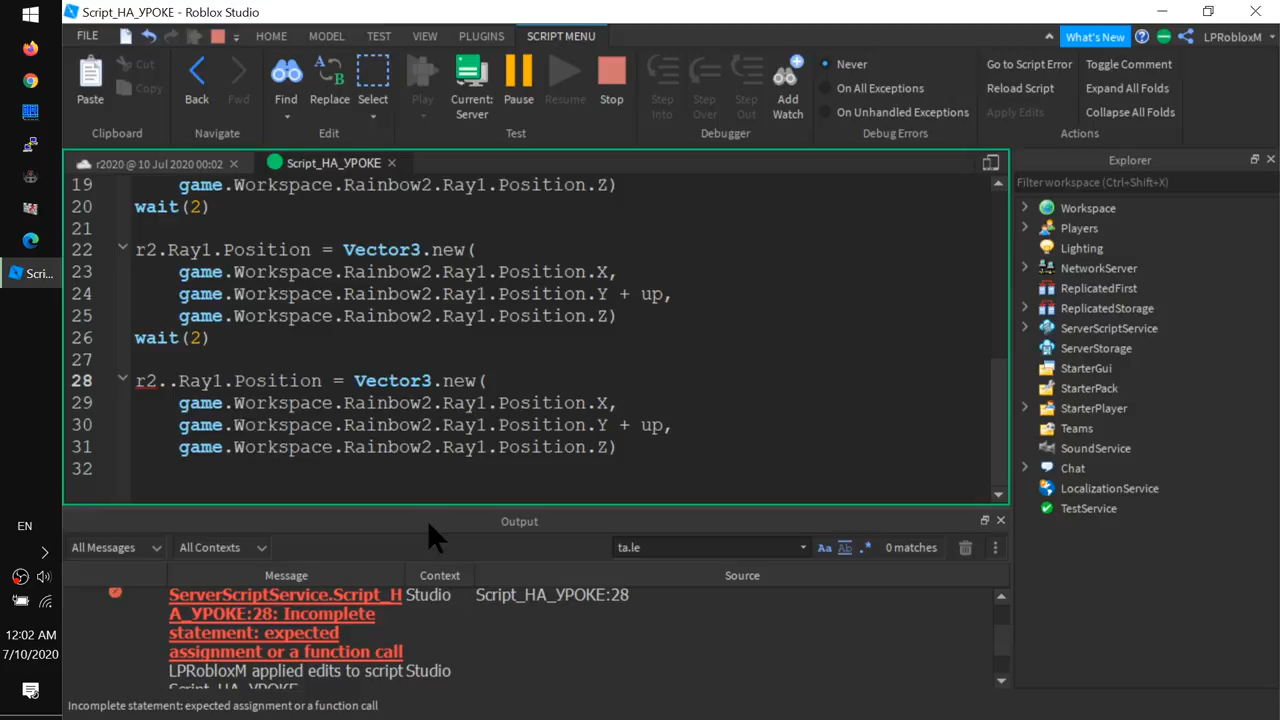 Script_НА_УРОКЕ - Roblox Studio
FILE HOME MODEL TEST VIEW PLUGINS SCRIPT MENU What's New LPRobloxM
Paste Cut Copy Back Fwd Find Replace Select Play Current: Server Pause Resume Stop Step Into Step Over Step Out Add Watch
Never
On All Exceptions
On Unhandled Exceptions
Go to Script Error Toggle Comment
Reload Script Expand All Folds
Apply Edits Collapse All Folds
Clipboard Navigate Edit Test Debugger Debug Errors Actions
r2020 @ 10 Jul 2020 00:02 Script_НА_УРОКЕ
19 game.Workspace.Rainbow2.Ray1.Position.Z)
20 wait(2)
21
22 r2.Ray1.Position = Vector3.new(
23 game.Workspace.Rainbow2.Ray1.Position.X,
24 game.Workspace.Rainbow2.Ray1.Position.Y + up,
25 game.Workspace.Rainbow2.Ray1.Position.Z)
26 wait(2)
27
28 r2..Ray1.Position = Vector3.new(
29 game.Workspace.Rainbow2.Ray1.Position.X,
30 game.Workspace.Rainbow2.Ray1.Position.Y + up,
31 game.Workspace.Rainbow2.Ray1.Position.Z)
32
Explorer
Filter workspace (Ctrl+Shift+X)
Workspace
Players
Lighting
NetworkServer
ReplicatedFirst
ReplicatedStorage
ServerScriptService
ServerStorage
StarterGui
StarterPack
StarterPlayer
Teams
SoundService
Chat
LocalizationService
TestService
Output
All Messages All Contexts ta.le Aa Ab .* 0 matches
Message Context Source
ServerScriptService.Script_Н Studio Script_НА_УРОКЕ:28
А_УРОКЕ:28: Incomplete
statement: expected
assignment or a function call
LPRobloxM applied edits to script Studio
Script_НА_УРОКЕ
Incomplete statement: expected assignment or a function call
Scri...
EN
12:02 AM
7/10/2020